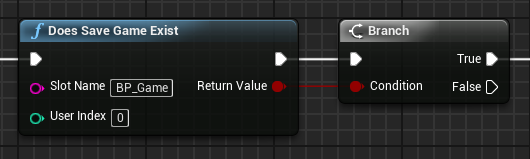 Does Save Game Exist
Slot Name BP_Game Return Value
User Index 0
Branch
True
Condition False